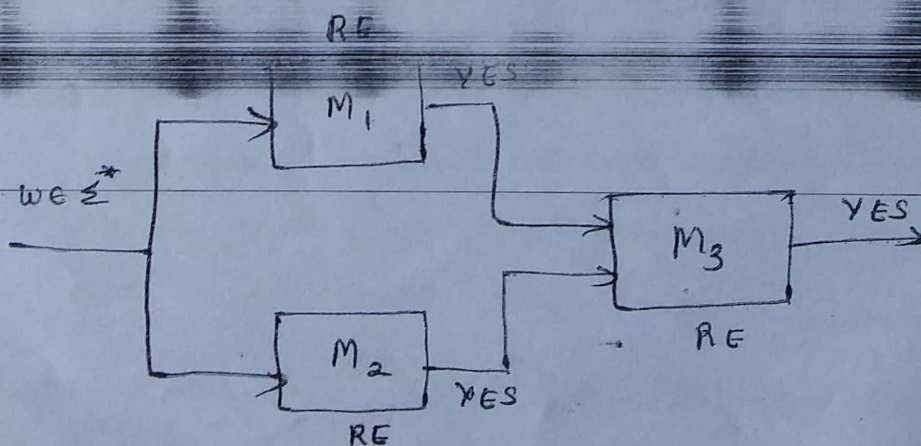 RE
M1
YES
w ∈ Σ*
M3
YES
RE
M2
YES
RE